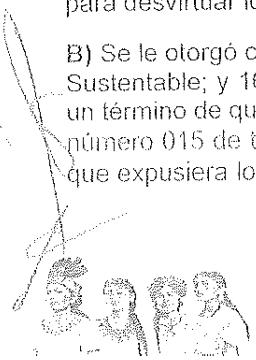 para desvirtuar lo
B) Se le otorgó c
Sustentable; y 16
un término de qu
número 015 de t
que expusiera lo